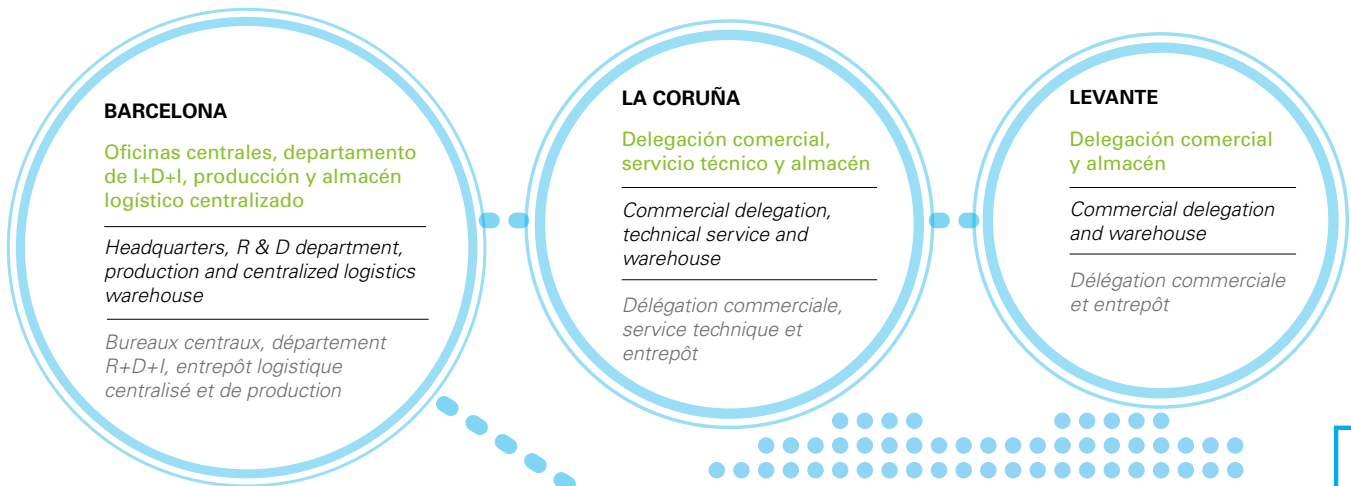 BARCELONA
Oficinas centrales, departamento
de I+D+I, producción y almacén
logístico centralizado
Headquarters, R & D department,
production and centralized logistics
warehouse
Bureaux centraux, département
R+D+I, entrepôt logistique
centralisé et de production
LA CORUÑA
Delegación comercial,
servicio técnico y almacén
Commercial delegation,
technical service and
warehouse
Délégation commerciale,
service technique et
entrepôt
LEVANTE
Delegación comercial
y almacén
Commercial delegation
and warehouse
Délégation commerciale
et entrepôt